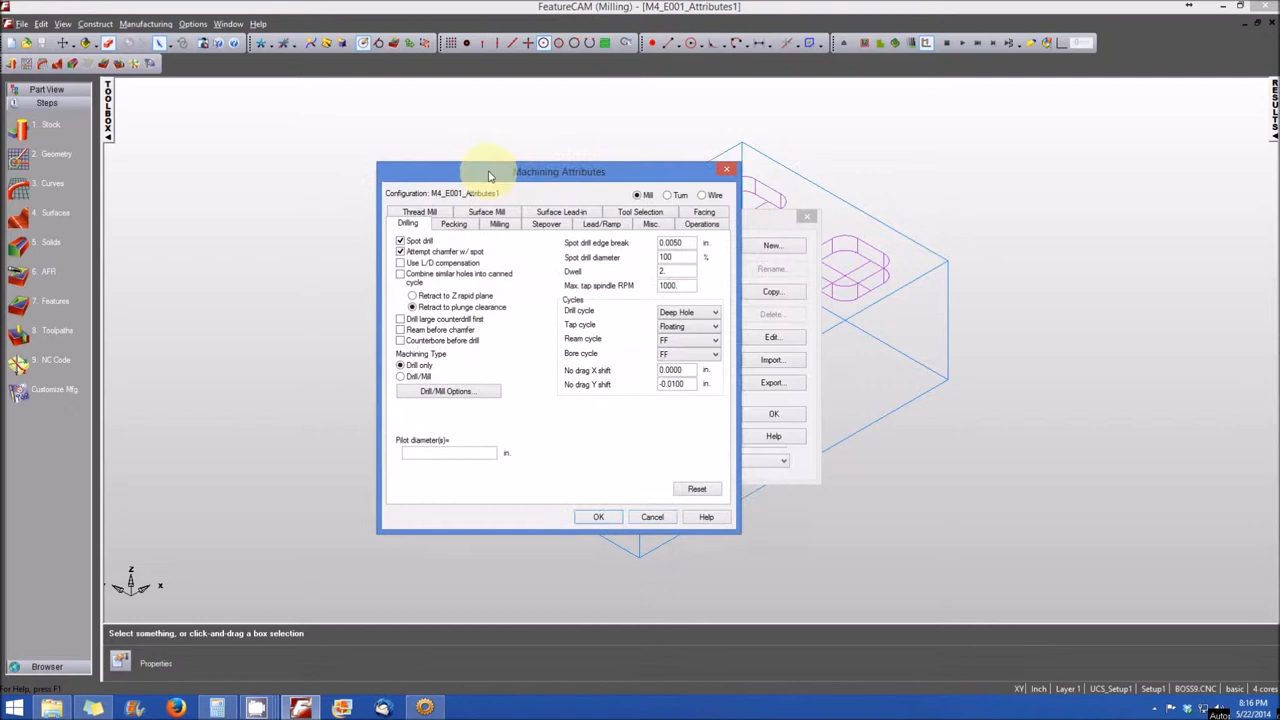 FeatureCAM (Milling) - [M4_E001_Attributes1]
File Edit View Construct Manufacturing Options Window Help
Part View
Steps
1. Stock
2. Geometry
3. Curves
4. Surfaces
5. Solids
6. AFR
7. Features
8. Toolpaths
9. NC Code
Customize Mfg.
Browser
TOOLBOX
RESULTS
Machining Attributes
Configuration: M4_E001_Attributes1
Mill Turn Wire
Thread Mill Surface Mill Surface Lead-in Tool Selection Facing
Drilling Pecking Milling Stepover Lead/Ramp Misc. Operations
Spot drill
Attempt chamfer w/ spot
Use L/D compensation
Combine similar holes into canned
cycle
Retract to Z rapid plane
Retract to plunge clearance
Drill large counterdrill first
Ream before chamfer
Counterbore before drill
Machining Type
Drill only
Drill/Mill
Drill/Mill Options...
Pilot diameter(s)=
in.
Spot drill edge break 0.0050 in.
Spot drill diameter 100 %
Dwell 2.
Max. tap spindle RPM 1000.
Cycles
Drill cycle Deep Hole
Tap cycle Floating
Ream cycle FF
Bore cycle FF
No drag X shift 0.0000 in.
No drag Y shift -0.0100 in.
Reset
OK Cancel Help
New...
Rename...
Copy...
Delete...
Edit...
Import...
Export...
OK
Help
Z
X
Select something, or click-and-drag a box selection
Properties
For Help, press F1
XY Inch Layer 1 UCS_Setup1 Setup1 BOSS9.CNC basic 4 cores
8:16 PM
5/22/2014